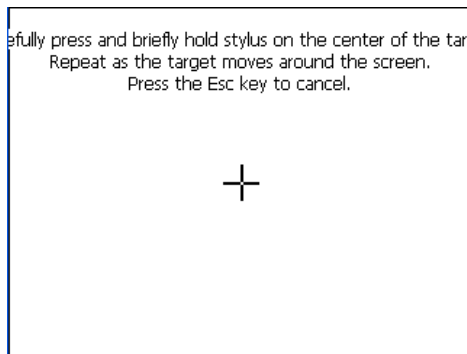 efully press and briefly hold stylus on the center of the tar
Repeat as the target moves around the screen.
Press the Esc key to cancel.